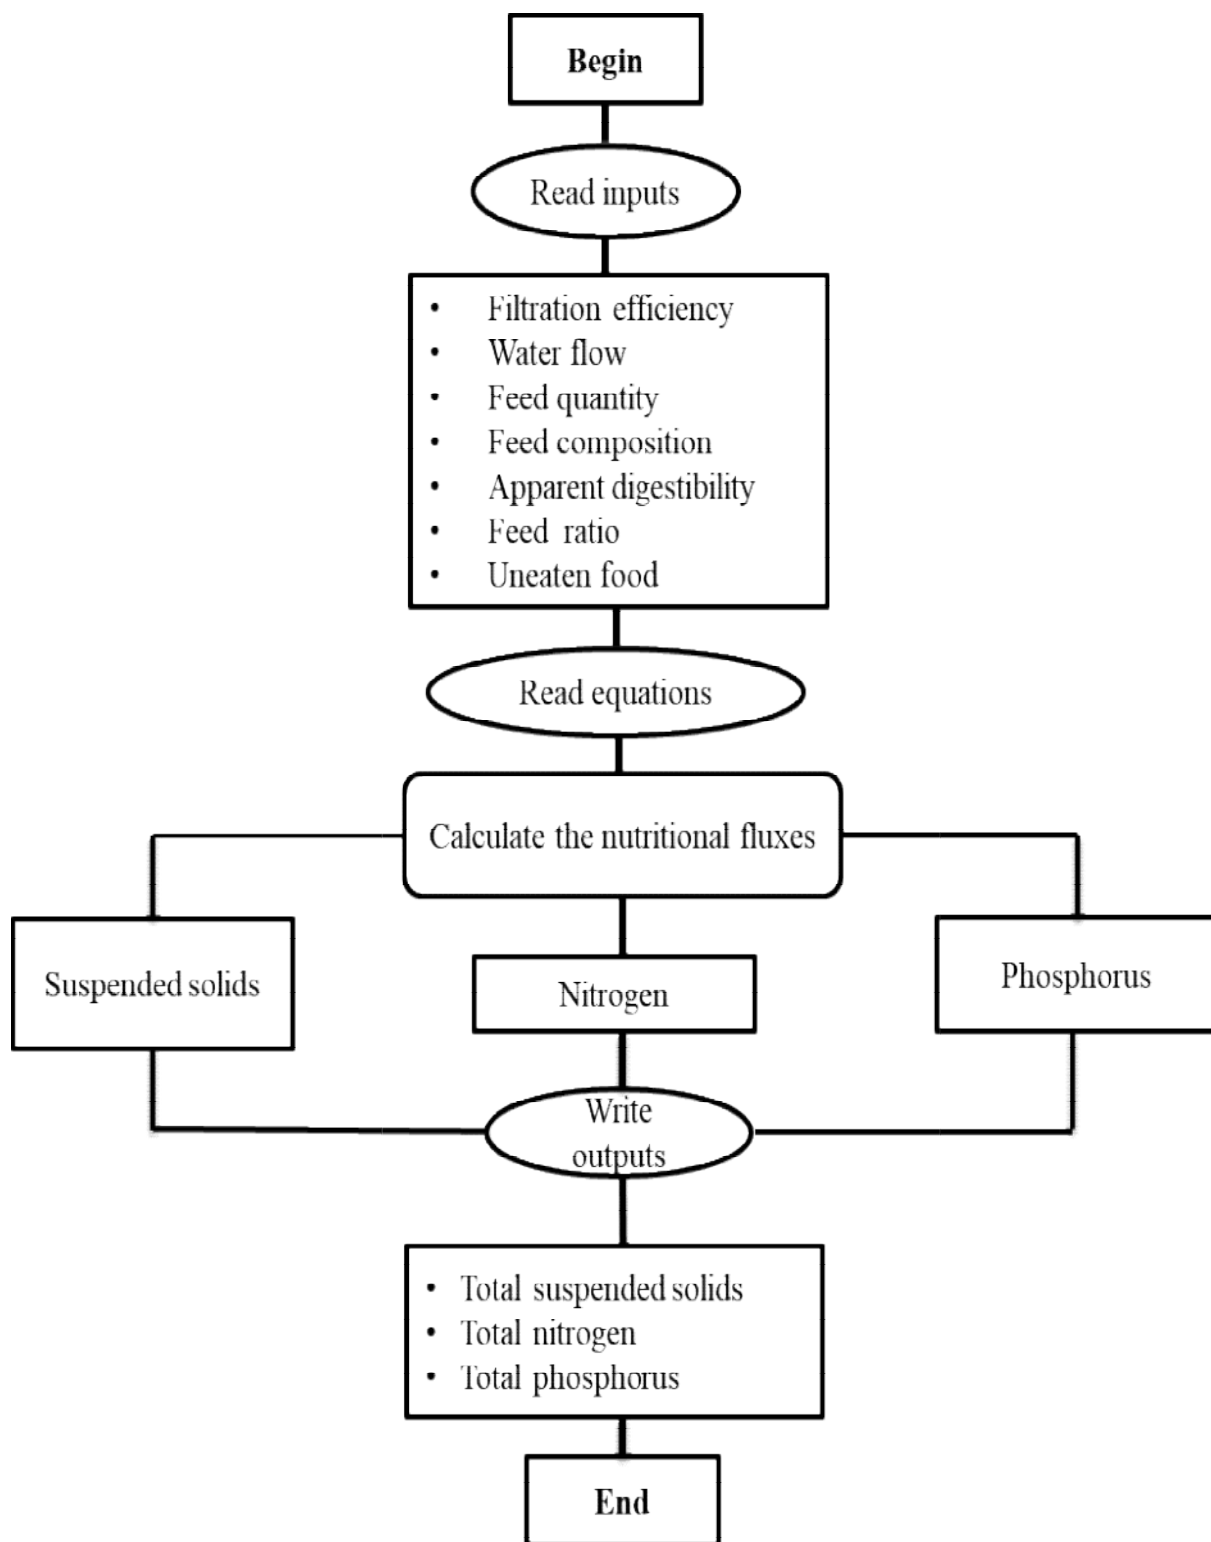 Begin
Read inputs
• Filtration efficiency
• Water flow
• Feed quantity
• Feed composition
• Apparent digestibility
• Feed ratio
• Uneaten food
Read equations
Calculate the nutritional fluxes
Suspended solids
Nitrogen
Phosphorus
Write
outputs
• Total suspended solids
• Total nitrogen
• Total phosphorus
End